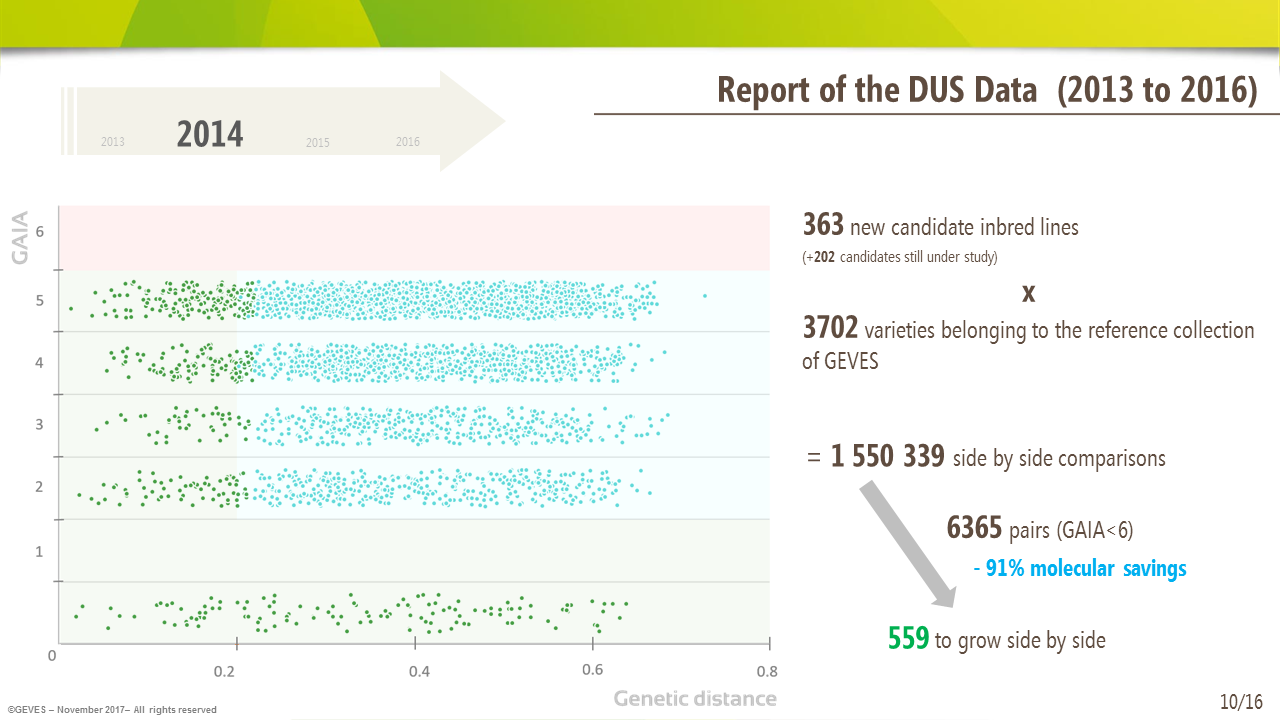 Report of the DUS Data (2013 to 2016)
2013 2014 2015 2016
GAIA
6
5
4
3
2
1
0
0.2 0.4 0.6 0.8
Genetic distance
363 new candidate inbred lines
(+202 candidates still under study)
x
3702 varieties belonging to the reference collection
of GEVES
= 1 550 339 side by side comparisons
6365 pairs (GAIA<6)
- 91% molecular savings
559 to grow side by side
©GEVES – November 2017– All rights reserved
10/16